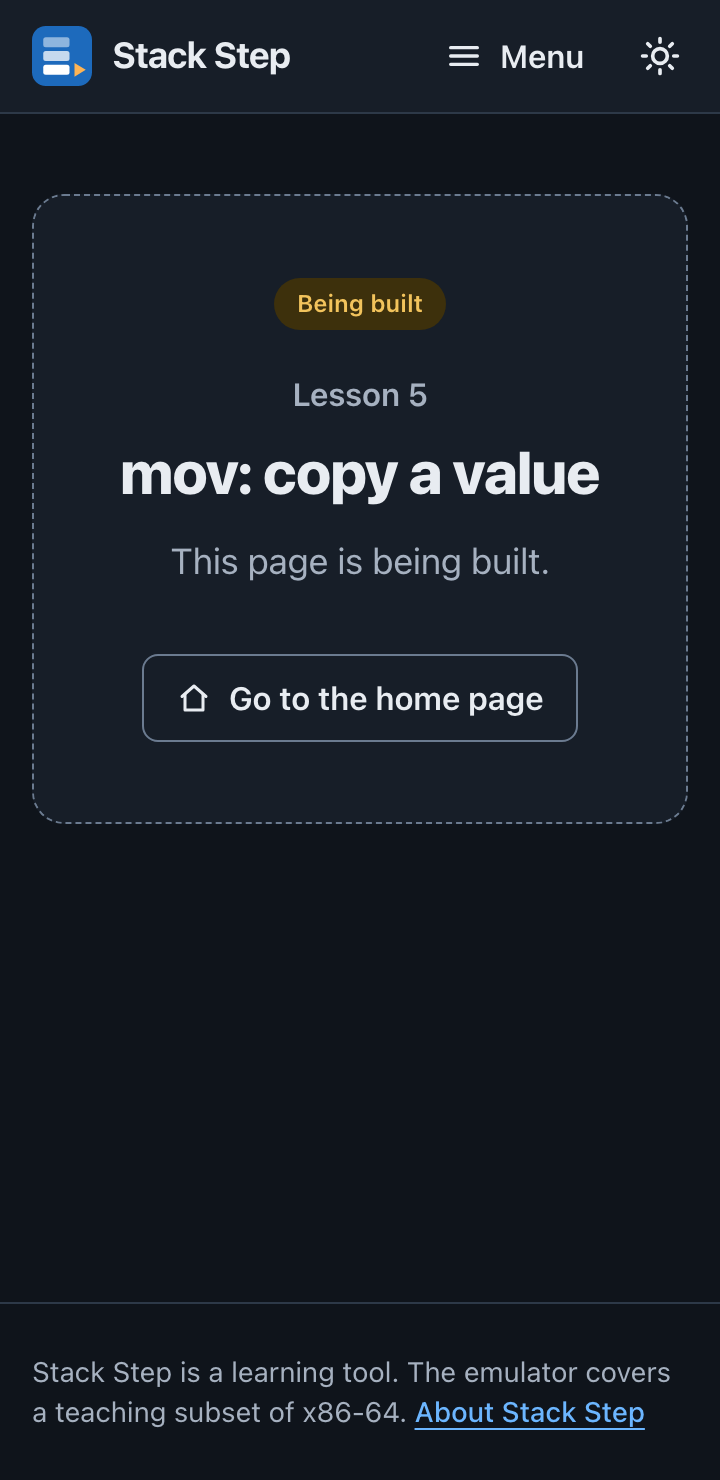 Stack Step
Menu
Being built
Lesson 5
mov: copy a value
This page is being built.
Go to the home page
Stack Step is a learning tool. The emulator covers
a teaching subset of x86-64. About Stack Step